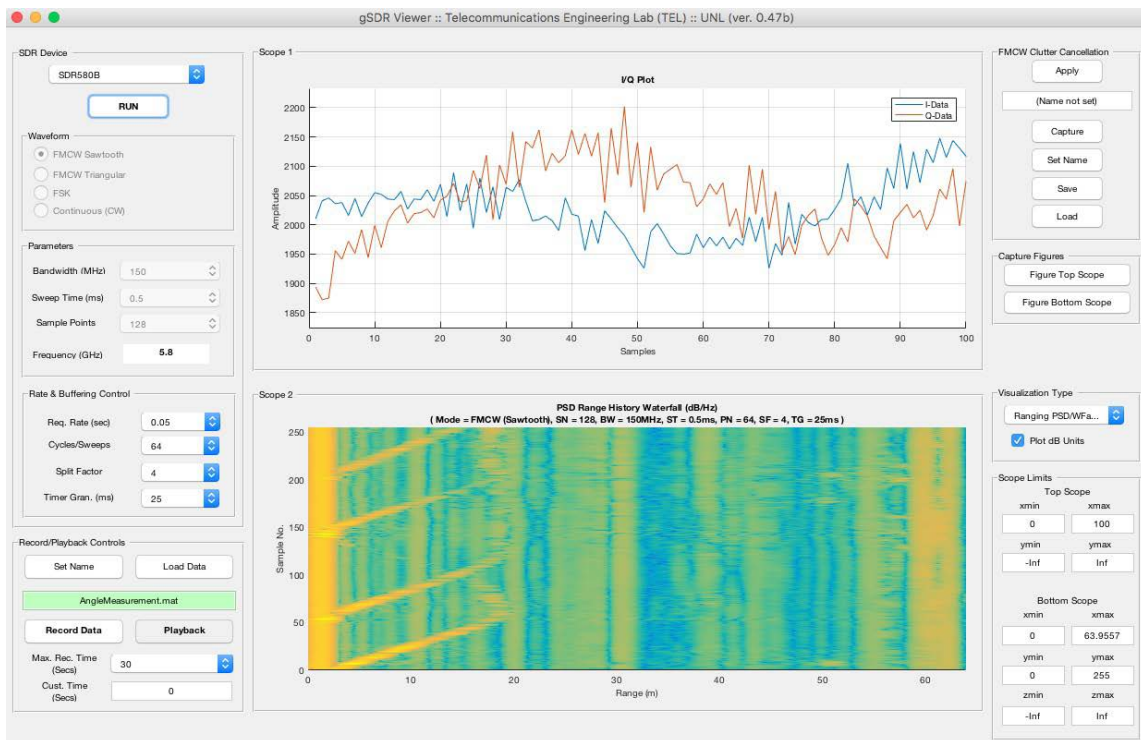 gSDR Viewer :: Telecommunications Engineering Lab (TEL) :: UNL (ver. 0.47b)
SDR Device
SDR580B
RUN
Waveform
FMCW Sawtooth
FMCW Triangular
FSK
Continuous (CW)
Parameters
Bandwidth (MHz) 150
Sweep Time (ms) 0.5
Sample Points 128
Frequency (GHz) 5.8
Rate & Buffering Control
Req. Rate (sec) 0.05
Cycles/Sweeps 64
Split Factor 4
Timer Gran. (ms) 25
Record/Playback Controls
Set Name Load Data
AngleMeasurement.mat
Record Data Playback
Max. Rec. Time
(Secs) 30
Cust. Time
(Secs) 0
Scope 1
I/Q Plot
I-Data
Q-Data
2200
2150
2100
2050
2000
1950
1900
1850
Amplitude
0 10 20 30 40 50 60 70 80 90 100
Samples
Scope 2
PSD Range History Waterfall (dB/Hz)
( Mode = FMCW (Sawtooth), SN = 128, BW = 150MHz, ST = 0.5ms, PN = 64, SF = 4, TG = 25ms )
250
200
150
100
50
0
Sample No.
0 10 20 30 40 50 60
Range (m)
FMCW Clutter Cancellation
Apply
(Name not set)
Capture
Set Name
Save
Load
Capture Figures
Figure Top Scope
Figure Bottom Scope
Visualization Type
Ranging PSD/WFa...
Plot dB Units
Scope Limits
Top Scope
xmin xmax
0 100
ymin ymax
-Inf Inf
Bottom Scope
xmin xmax
0 63.9557
ymin ymax
0 255
zmin zmax
-Inf Inf